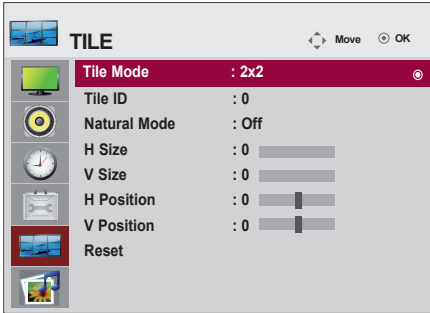 TILE Move OK
Tile Mode : 2x2
Tile ID : 0
Natural Mode : Off
H Size : 0
V Size : 0
H Position : 0
V Position : 0
Reset